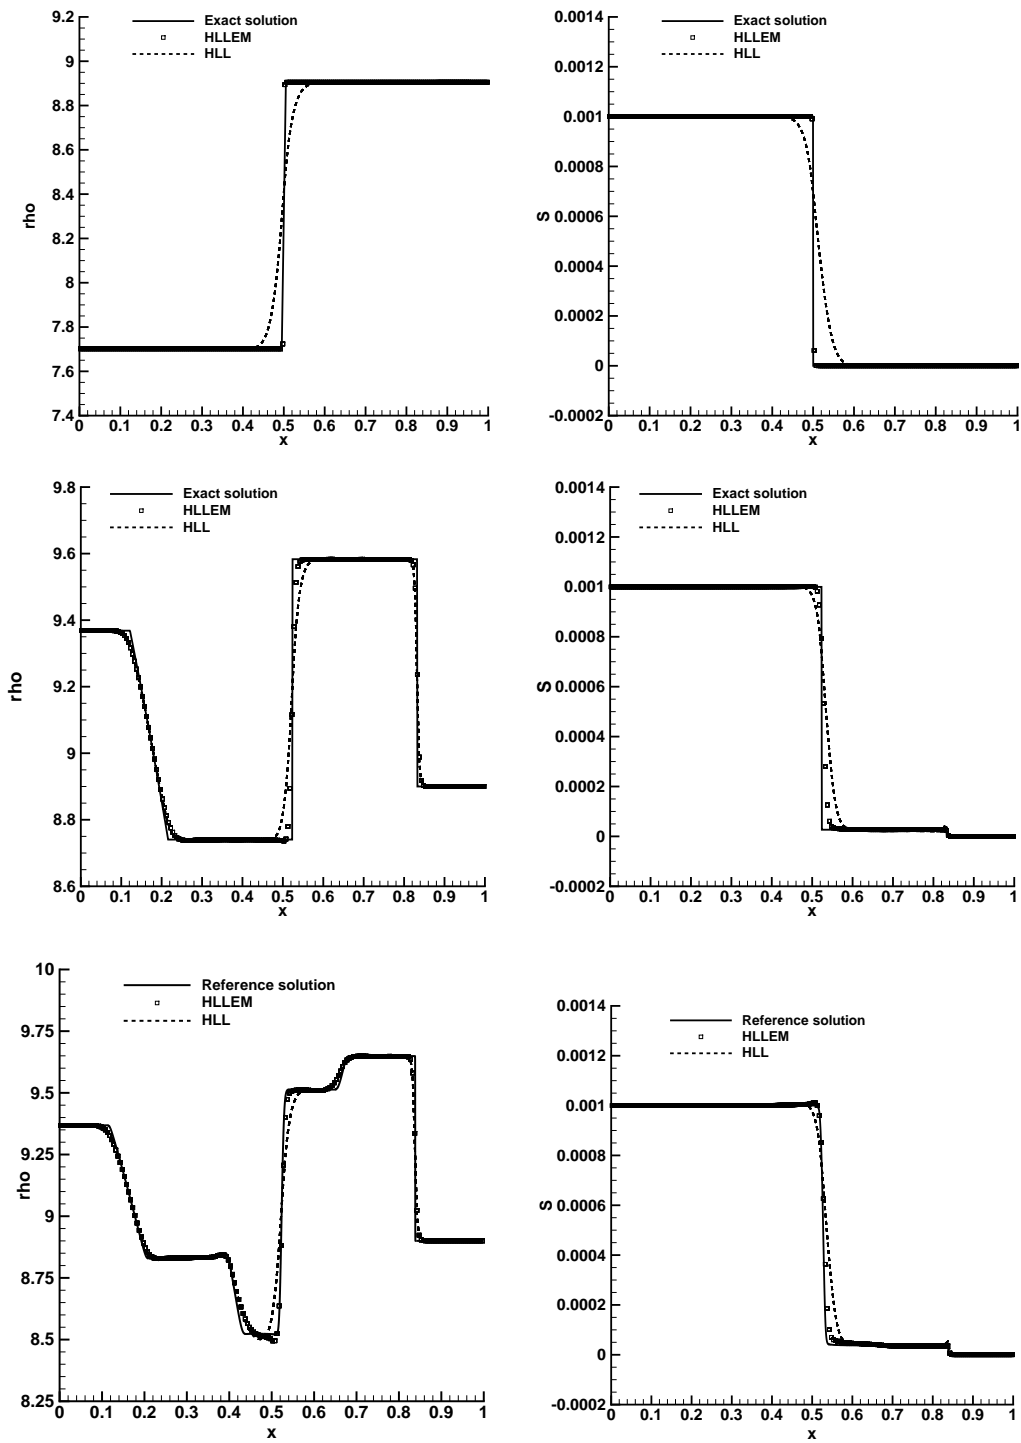 9.2
9
8.8
8.6
8.4
8.2
8
7.8
7.6
7.4
rho
0 0.1 0.2 0.3 0.4 0.5 0.6 0.7 0.8 0.9 1
x
Exact solution
HLLEM
HLL
0.0014
0.0012
0.001
0.0008
0.0006
0.0004
0.0002
0
-0.0002
S
0 0.1 0.2 0.3 0.4 0.5 0.6 0.7 0.8 0.9 1
x
Exact solution
HLLEM
HLL
9.8
9.6
9.4
9.2
9
8.8
8.6
rho
0 0.1 0.2 0.3 0.4 0.5 0.6 0.7 0.8 0.9 1
x
Exact solution
HLLEM
HLL
0.0014
0.0012
0.001
0.0008
0.0006
0.0004
0.0002
0
-0.0002
S
0 0.1 0.2 0.3 0.4 0.5 0.6 0.7 0.8 0.9 1
x
Exact solution
HLLEM
HLL
10
9.75
9.5
9.25
9
8.75
8.5
8.25
rho
0 0.1 0.2 0.3 0.4 0.5 0.6 0.7 0.8 0.9 1
x
Reference solution
HLLEM
HLL
0.0014
0.0012
0.001
0.0008
0.0006
0.0004
0.0002
0
-0.0002
S
0 0.1 0.2 0.3 0.4 0.5 0.6 0.7 0.8 0.9 1
x
Reference solution
HLLEM
HLL